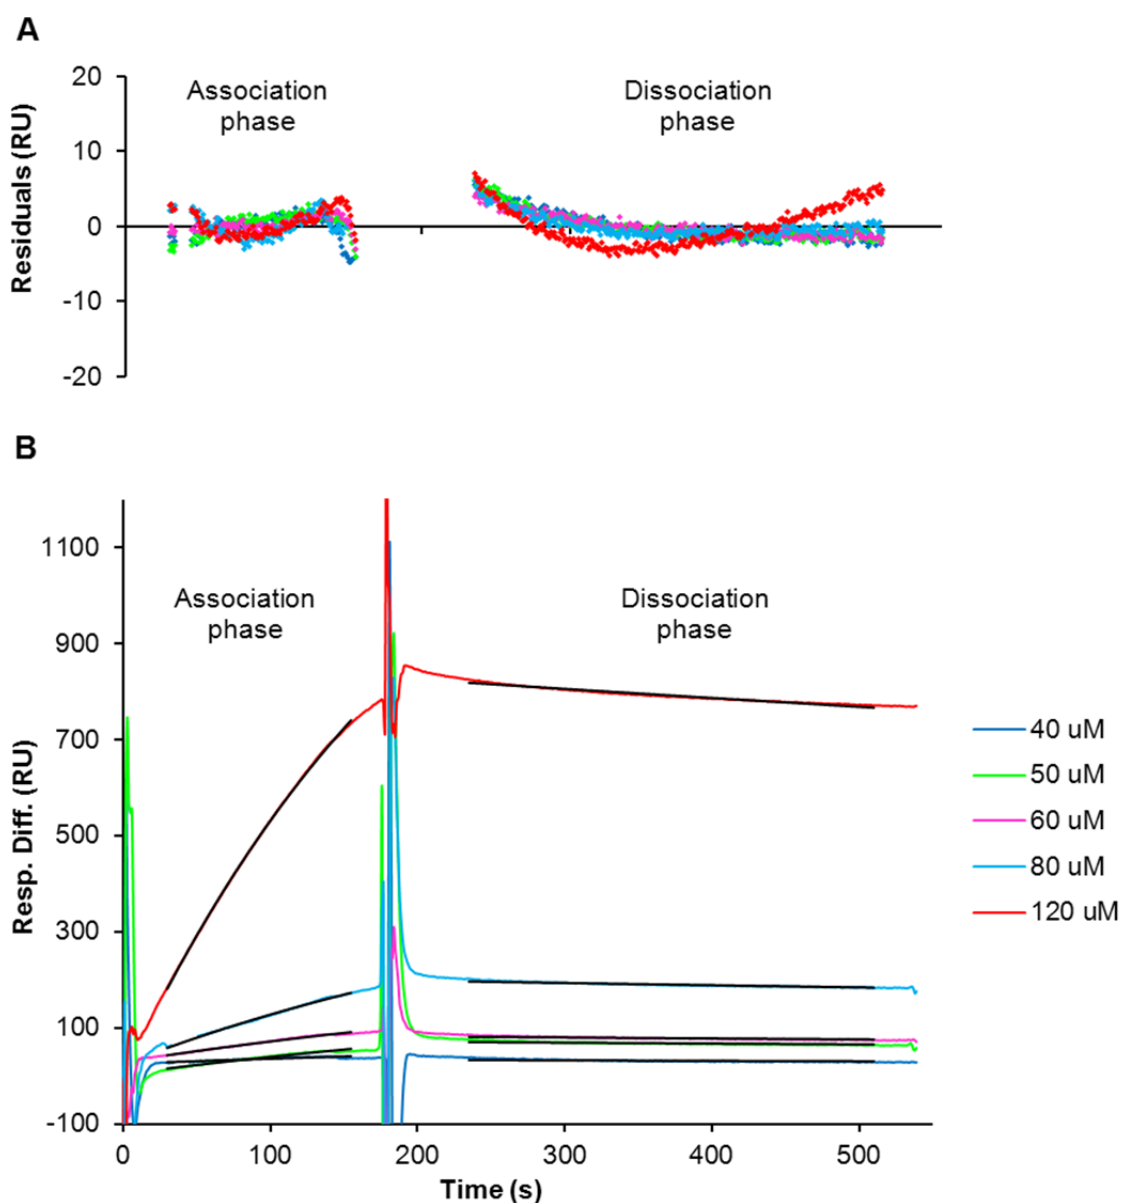 A
Residuals (RU)
20
10
0
-10
-20
Association
phase
Dissociation
phase
B
Resp. Diff. (RU)
1100
900
700
500
300
100
-100
Association
phase
Dissociation
phase
40 uM
50 uM
60 uM
80 uM
120 uM
0
100
200
300
400
500
Time (s)